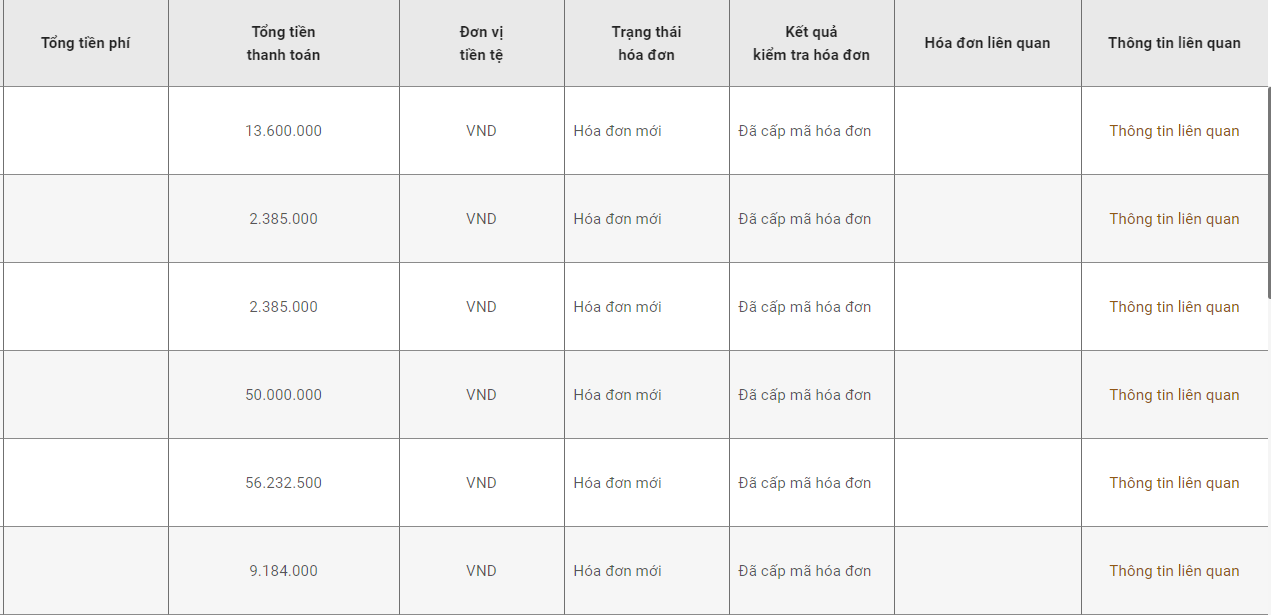 Tổng tiền phí
Tổng tiền
thanh toán
Đơn vị
tiền tệ
Trạng thái
hóa đơn
Kết quả
kiểm tra hóa đơn
Hóa đơn liên quan
Thông tin liên quan
13.600.000 VND Hóa đơn mới Đã cấp mã hóa đơn Thông tin liên quan
2.385.000 VND Hóa đơn mới Đã cấp mã hóa đơn Thông tin liên quan
2.385.000 VND Hóa đơn mới Đã cấp mã hóa đơn Thông tin liên quan
50.000.000 VND Hóa đơn mới Đã cấp mã hóa đơn Thông tin liên quan
56.232.500 VND Hóa đơn mới Đã cấp mã hóa đơn Thông tin liên quan
9.184.000 VND Hóa đơn mới Đã cấp mã hóa đơn Thông tin liên quan